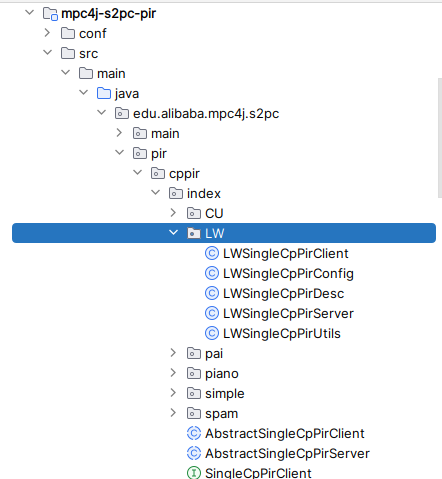 mpc4j-s2pc-pir
conf
src
main
java
edu.alibaba.mpc4j.s2pc
main
pir
cppir
index
CU
LW
LWSingleCpPirClient
LWSingleCpPirConfig
LWSingleCpPirDesc
LWSingleCpPirServer
LWSingleCpPirUtils
pai
piano
simple
spam
AbstractSingleCpPirClient
AbstractSingleCpPirServer
SingleCpPirClient